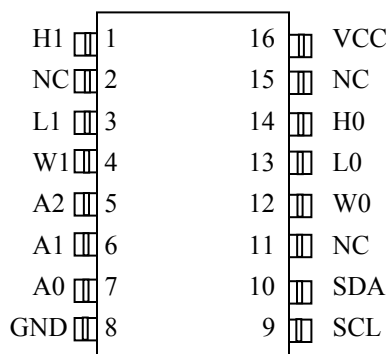 H1 1 16 VCC
NC 2 15 NC
L1 3 14 H0
W1 4 13 L0
A2 5 12 W0
A1 6 11 NC
A0 7 10 SDA
GND 8 9 SCL